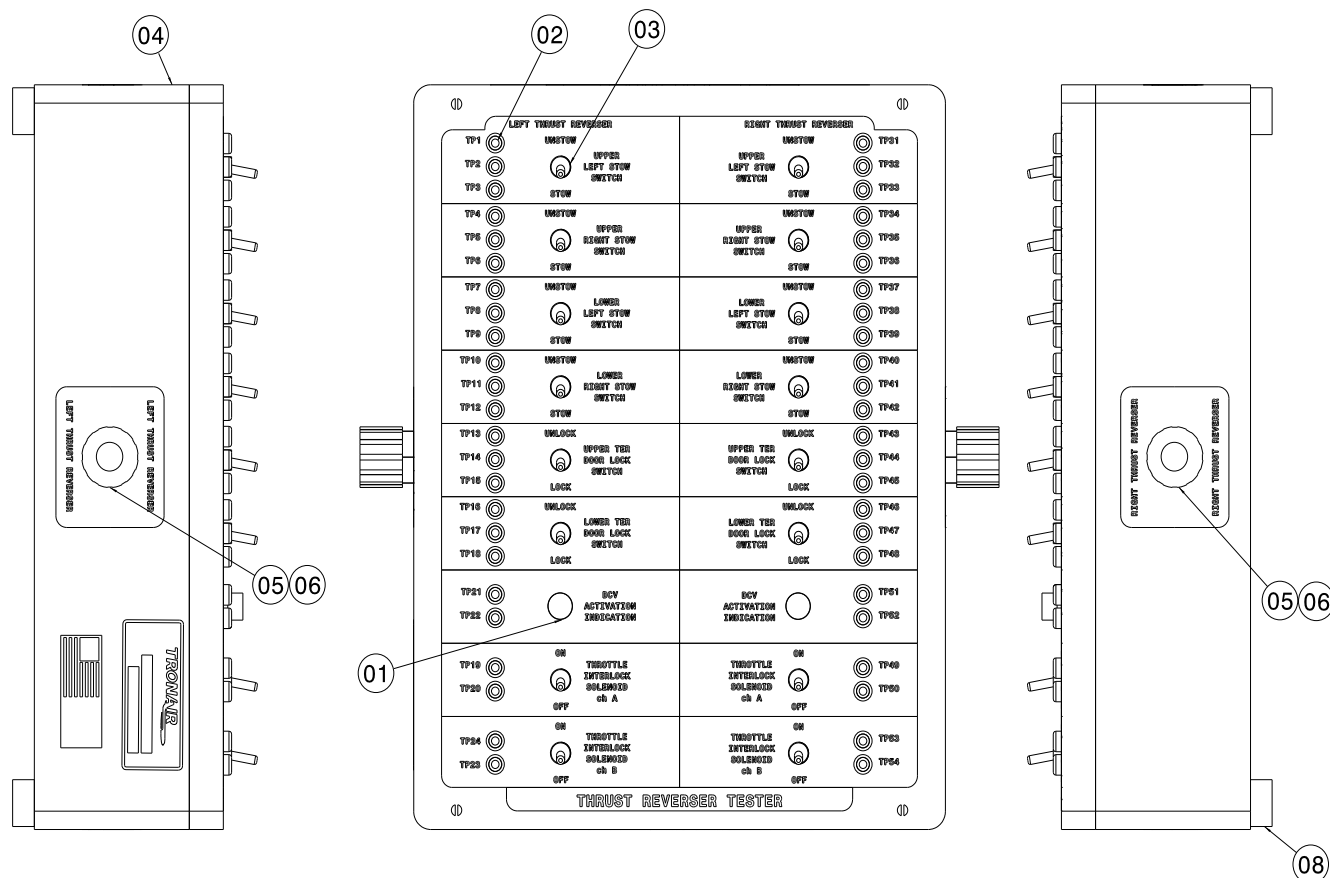 04
02
03
LEFT THRUST REVERSER
RIGHT THRUST REVERSER
TP1
TP2
TP3
UNSTOW
STOW
UPPER
LEFT STOW
SWITCH
UPPER
LEFT STOW
SWITCH
UNSTOW
STOW
TP31
TP32
TP33
TP4
TP5
TP6
UNSTOW
STOW
UPPER
RIGHT STOW
SWITCH
UPPER
RIGHT STOW
SWITCH
UNSTOW
STOW
TP34
TP35
TP36
TP7
TP8
TP9
UNSTOW
STOW
LOWER
LEFT STOW
SWITCH
LOWER
LEFT STOW
SWITCH
UNSTOW
STOW
TP37
TP38
TP39
TP10
TP11
TP12
UNSTOW
STOW
LOWER
RIGHT STOW
SWITCH
LOWER
RIGHT STOW
SWITCH
UNSTOW
STOW
TP40
TP41
TP42
TP13
TP14
TP15
UNLOCK
LOCK
UPPER TER
DOOR LOCK
SWITCH
UPPER TER
DOOR LOCK
SWITCH
UNLOCK
LOCK
TP43
TP44
TP45
TP16
TP17
TP18
UNLOCK
LOCK
LOWER TER
DOOR LOCK
SWITCH
LOWER TER
DOOR LOCK
SWITCH
UNLOCK
LOCK
TP46
TP47
TP48
TP21
TP22
DCV
ACTIVATION
INDICATION
DCV
ACTIVATION
INDICATION
TP51
TP52
TP19
TP20
ON
OFF
THROTTLE
INTERLOCK
SOLENOID
ch A
THROTTLE
INTERLOCK
SOLENOID
ch A
ON
OFF
TP49
TP50
TP24
TP23
ON
OFF
THROTTLE
INTERLOCK
SOLENOID
ch B
THROTTLE
INTERLOCK
SOLENOID
ch B
ON
OFF
TP53
TP54
THRUST REVERSER TESTER
LEFT THRUST REVERSER
LEFT THRUST REVERSER
05 06
TRONAIR
01
RIGHT THRUST REVERSER
RIGHT THRUST REVERSER
05 06
08